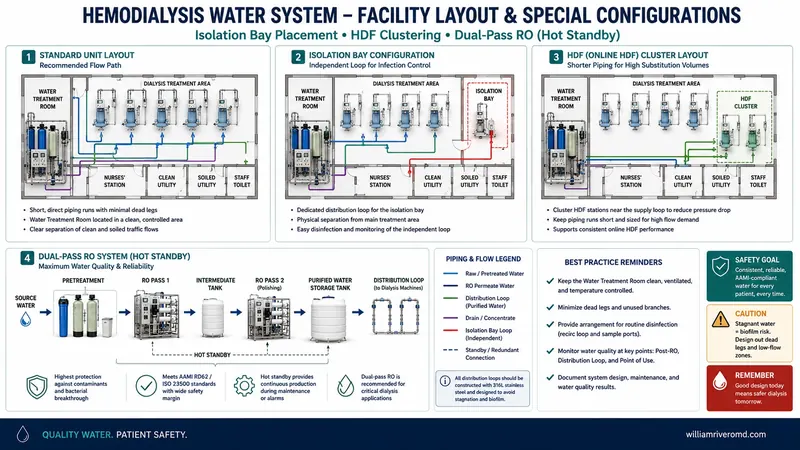 HEMODIALYSIS WATER SYSTEM – FACILITY LAYOUT & SPECIAL CONFIGURATIONS
Isolation Bay Placement • HDF Clustering • Dual-Pass RO (Hot Standby)
1 STANDARD UNIT LAYOUT
Recommended Flow Path
WATER
TREATMENT
ROOM
DIALYSIS TREATMENT AREA
NURSES'
STATION
CLEAN
UTILITY
SOILED
UTILITY
STAFF
TOILET
• Short, direct piping runs with minimal dead legs
• Water Treatment Room located in a clean, controlled area
• Clear separation of clean and soiled traffic flows
2 ISOLATION BAY CONFIGURATION
Independent Loop for Infection Control
WATER
TREATMENT
ROOM
DIALYSIS TREATMENT AREA
ISOLATION
BAY
NURSES'
STATION
CLEAN
UTILITY
SOILED
UTILITY
STAFF
TOILET
• Dedicated distribution loop for the isolation bay
• Physical separation from main treatment area
• Easy disinfection and monitoring of the independent loop
3 HDF (ONLINE HDF) CLUSTER LAYOUT
Shorter Piping for High Substitution Volumes
WATER
TREATMENT
ROOM
DIALYSIS TREATMENT AREA
HDF
CLUSTER
NURSES'
STATION
CLEAN
UTILITY
SOILED
UTILITY
STAFF
TOILET
• Cluster HDF stations near the supply loop to reduce pressure drop
• Keep piping runs short and sized for high flow demand
• Supports consistent online HDF performance
4 DUAL-PASS RO SYSTEM (HOT STANDBY)
Maximum Water Quality & Reliability
SOURCE
WATER
PRETREATMENT
RO PASS 1
INTERMEDIATE
TANK
RO PASS 2
(Polishing)
PURIFIED WATER
STORAGE TANK
DISTRIBUTION LOOP
(to Dialysis Machines)
HOT STANDBY
Highest protection
against contaminants
and bacterial
breakthrough
Meets AAMI RD62 /
ISO 23500 standards
with wide safety
margin
Hot standby provides
continuous production
during maintenance
or alarms
Dual-pass RO is
recommended for
critical dialysis
applications
PIPING & FLOW LEGEND
Raw / Pretreated Water
RO Permeate Water
Distribution Loop
(Purified Water)
Drain / Concentrate
Isolation Bay Loop
(Independent)
Standby / Redundant
Connection
All distribution loops should be
constructed with 316L stainless
steel and designed to avoid
stagnation and biofilm.
BEST PRACTICE REMINDERS
Keep the Water Treatment Room clean, ventilated,
and temperature controlled.
Minimize dead legs and unused branches.
Provide arrangement for routine disinfection
(recirc loop and sample ports).
Monitor water quality at key points: Post-RO,
Distribution Loop, and Point of Use.
Document system design, maintenance, and
water quality results.
SAFETY GOAL
Consistent, reliable,
AAMI-compliant
water for every
patient, every time.
CAUTION
Stagnant water
= biofilm risk.
Design out dead
legs and low-flow
zones.
REMEMBER
Good design today
means safer dialysis
tomorrow.
QUALITY WATER. PATIENT SAFETY.
williamriveromd.com